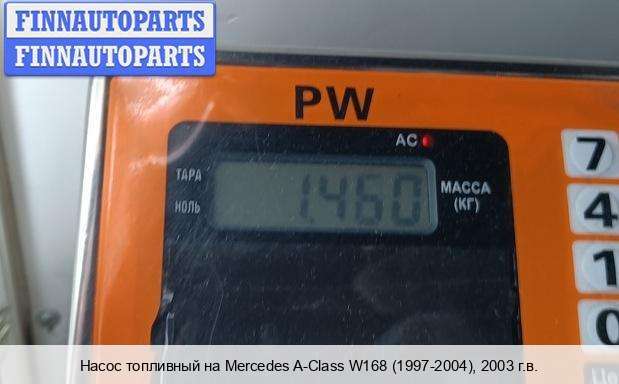 FINNAUTOPARTS
FINNAUTOPARTS
PW
AC
ТАРА
НОЛЬ
1.460
МАССА
(КГ)
7
4
1
0
Насос топливный на Mercedes A-Class W168 (1997-2004), 2003 г.в.